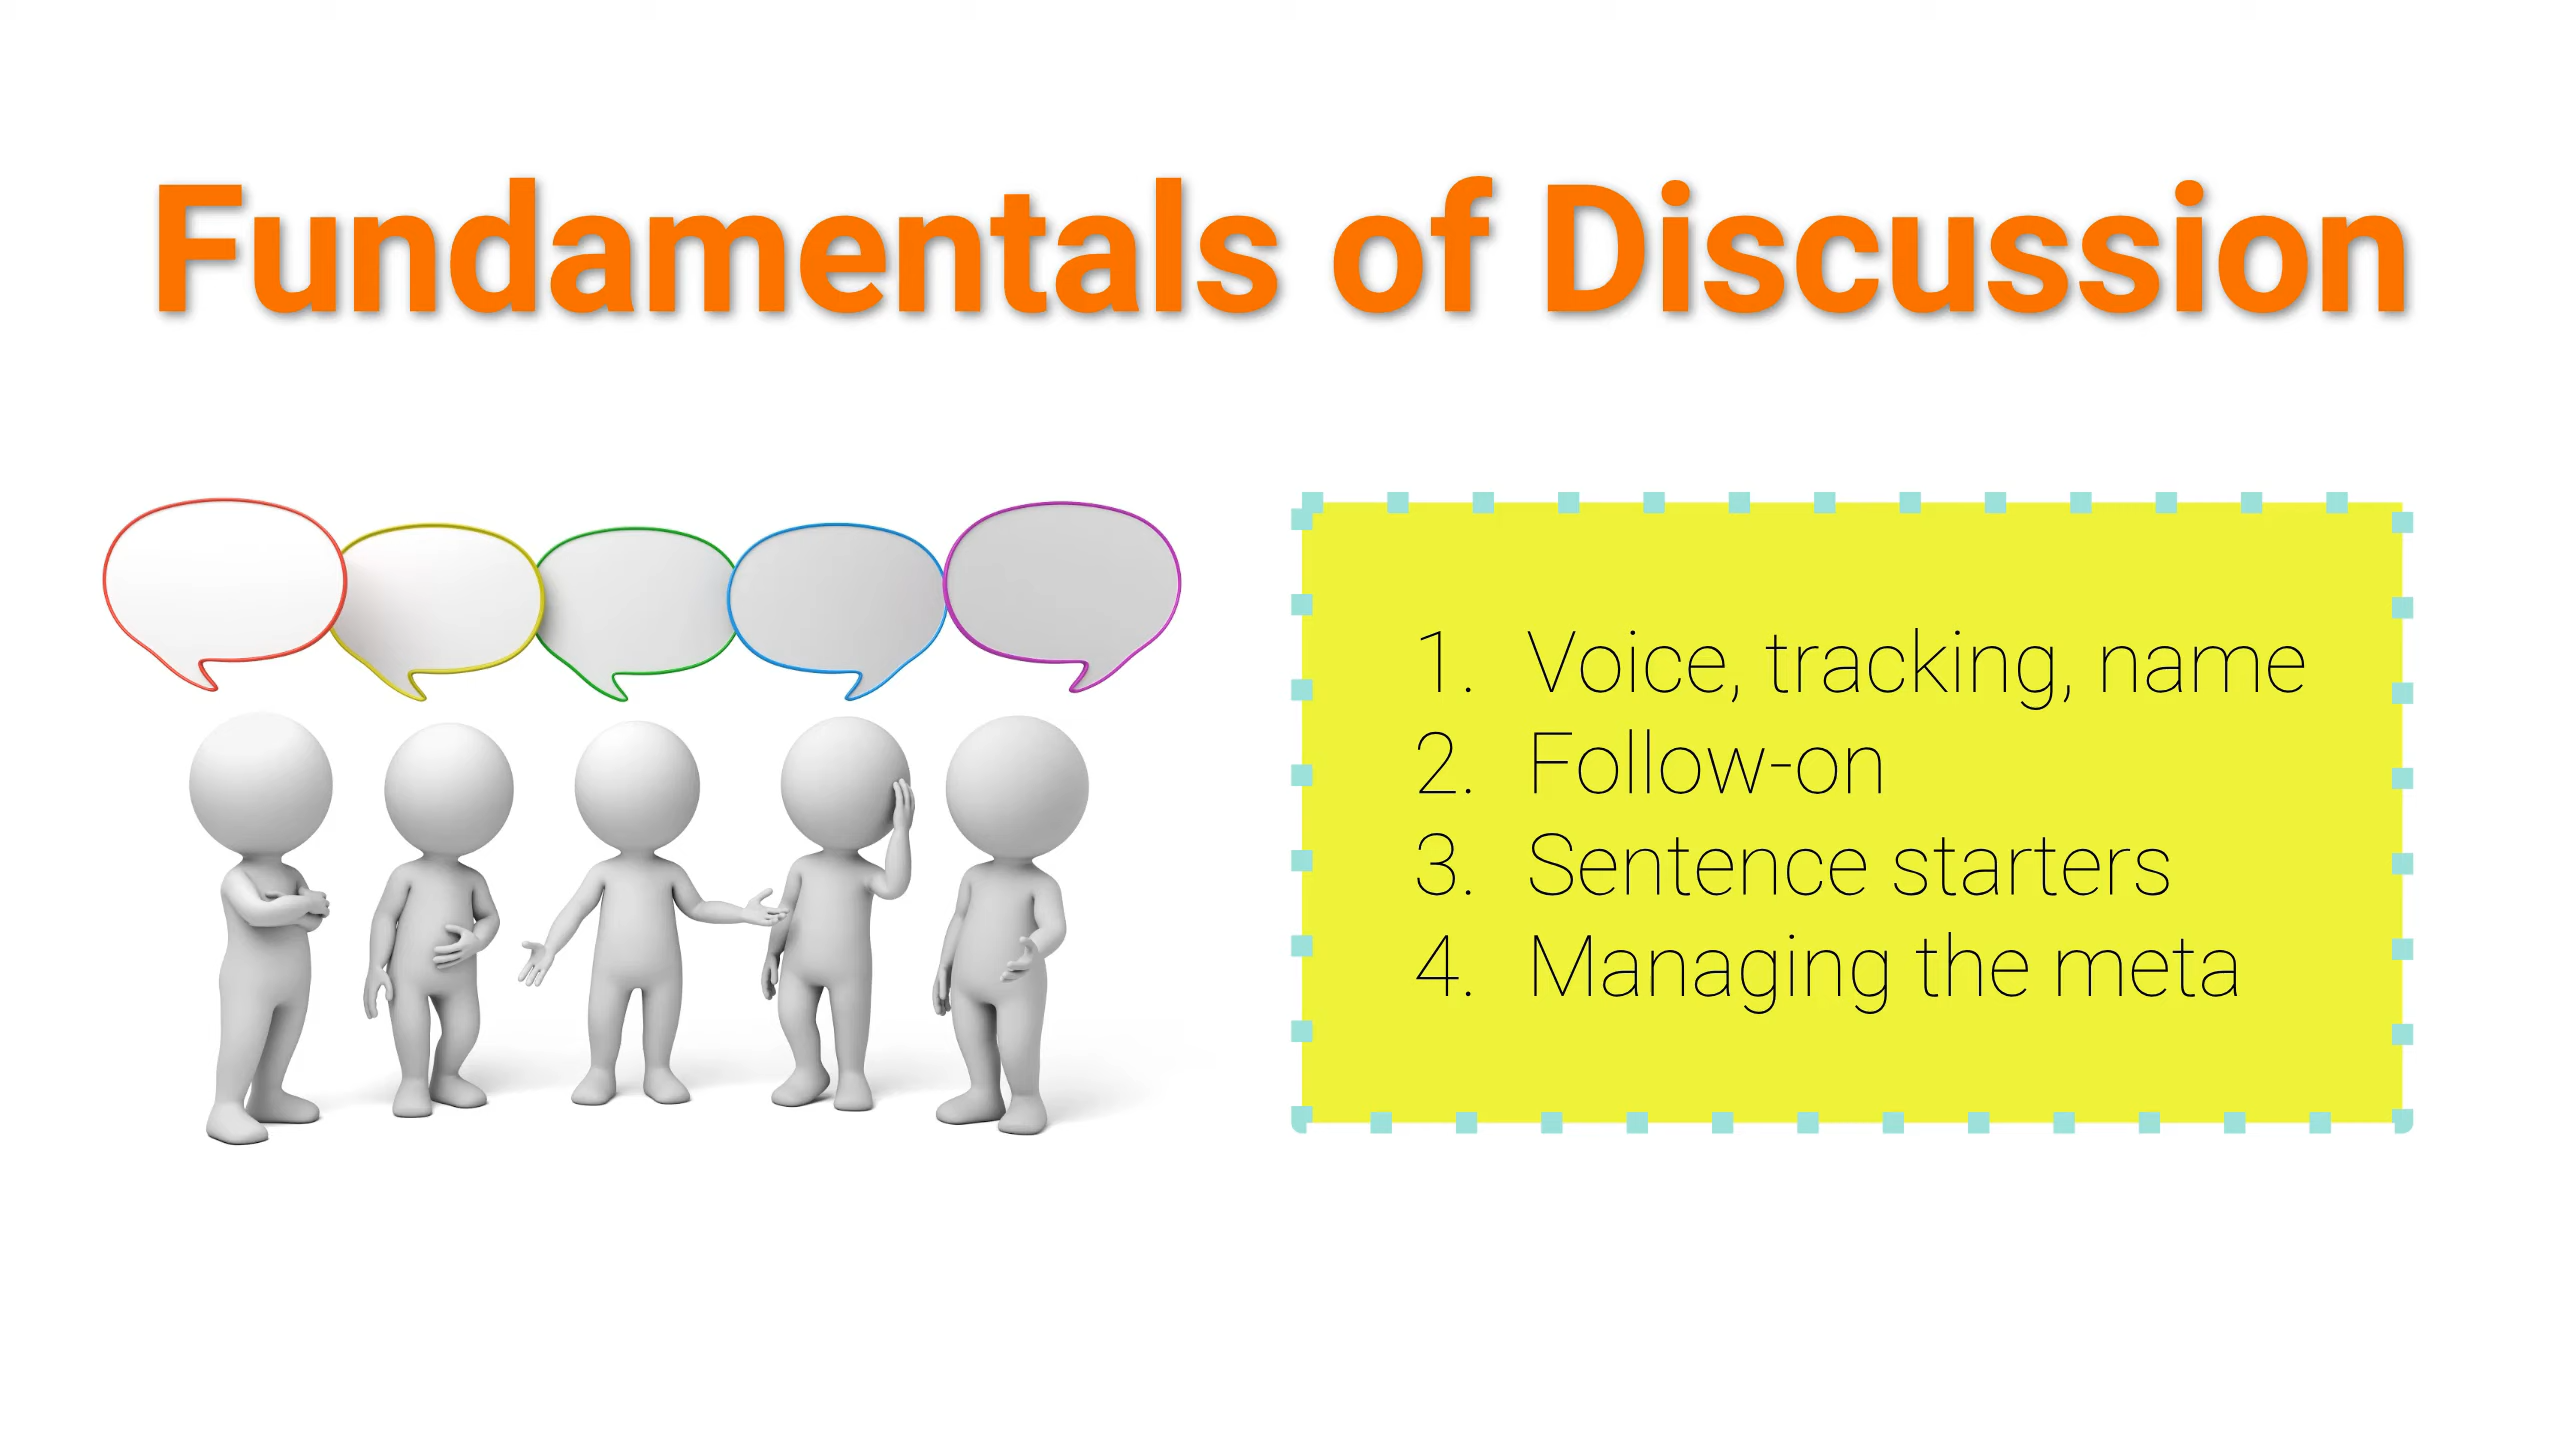 Fundamentals of Discussion
1. Voice, tracking, name
2. Follow-on
3. Sentence starters
4. Managing the meta